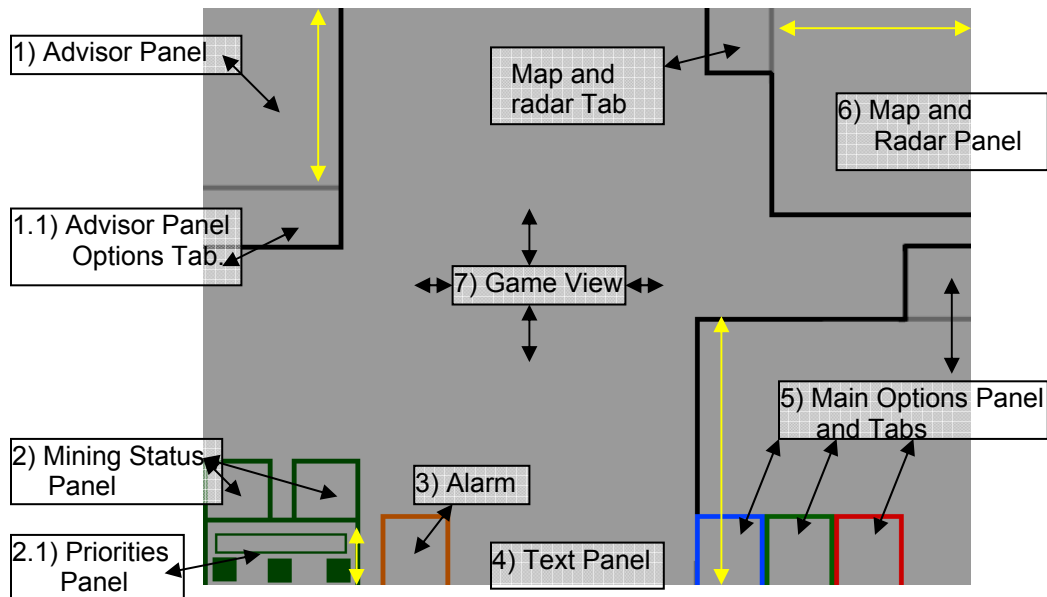 1) Advisor Panel
Map and
radar Tab
6) Map and
Radar Panel
1.1) Advisor Panel
Options Tab.
7) Game View
5) Main Options Panel
and Tabs
2) Mining Status
Panel
3) Alarm
2.1) Priorities
Panel
4) Text Panel